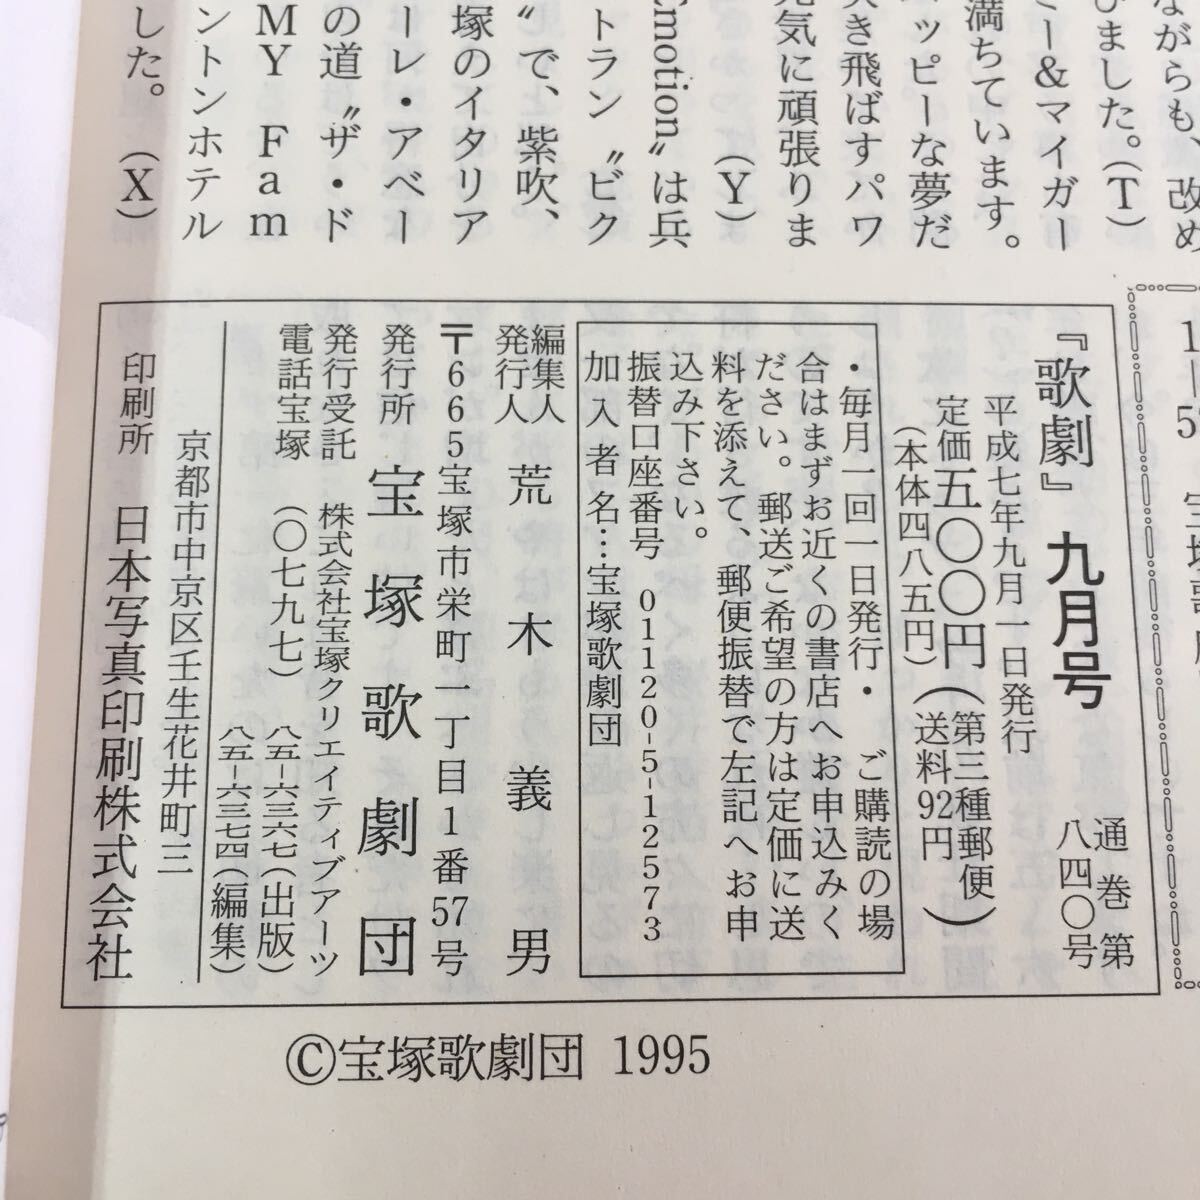 ながらも、改め
ひました。(T)
ミー&マイガー
満ちています。
ッピーな夢だ
吹き飛ばすパワ
元気に頑張りま
(Y)
motion〟は兵
トラン〝ビク
〟で、紫吹、
塚のイタリア
ーレ・アベー
の道〝ザ・ド
MY Fam
ントンホテル
した。(X)
『歌劇』九月号
通巻第
八四〇号
平成七年九月一日発行
定価五〇〇円(第三種郵便)
(本体四八五円)(送料92円)
・毎月一回一日発行・ ご購読の場
合はまずお近くの書店へお申込みく
ださい。郵送ご希望の方は定価に送
料を添えて、郵便振替で左記へお申
込み下さい。
振替口座番号 01120-5-12573
加入者名…宝塚歌劇団
編集人
発行人 荒木義男
〒665宝塚市栄町一丁目1番57号
発行所 宝塚歌劇団
発行受託 株式会社宝塚クリエイティブアーツ
電話宝塚(〇七九七) 八五-六三六七(出版)
八五-六三七四(編集)
京都市中京区壬生花井町三
印刷所 日本写真印刷株式会社
©宝塚歌劇団 1995